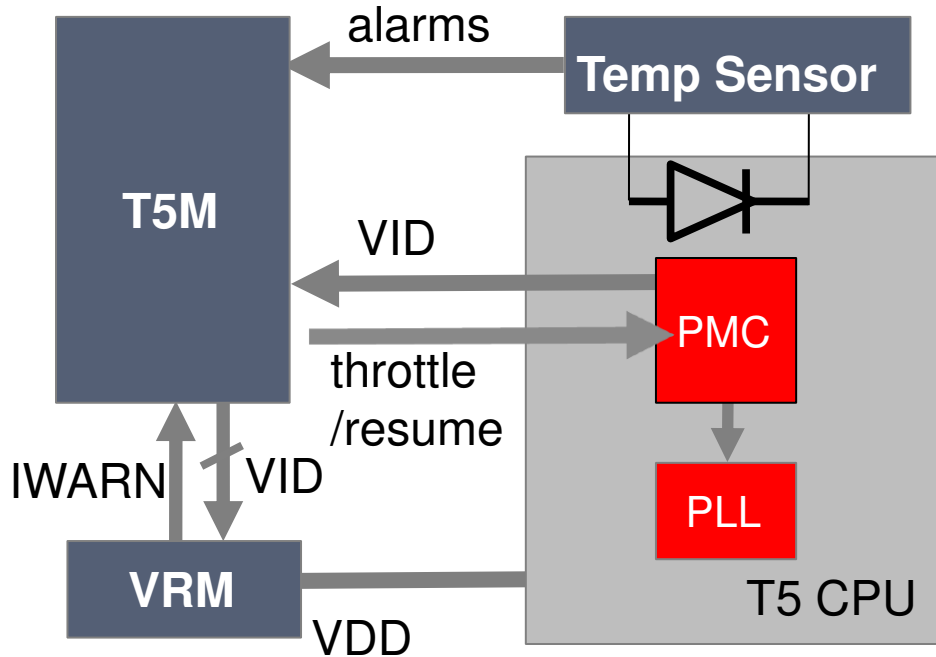 alarms
Temp Sensor
T5M
VID
PMC
throttle
/resume
IWARN
VID
PLL
VRM
VDD
T5 CPU